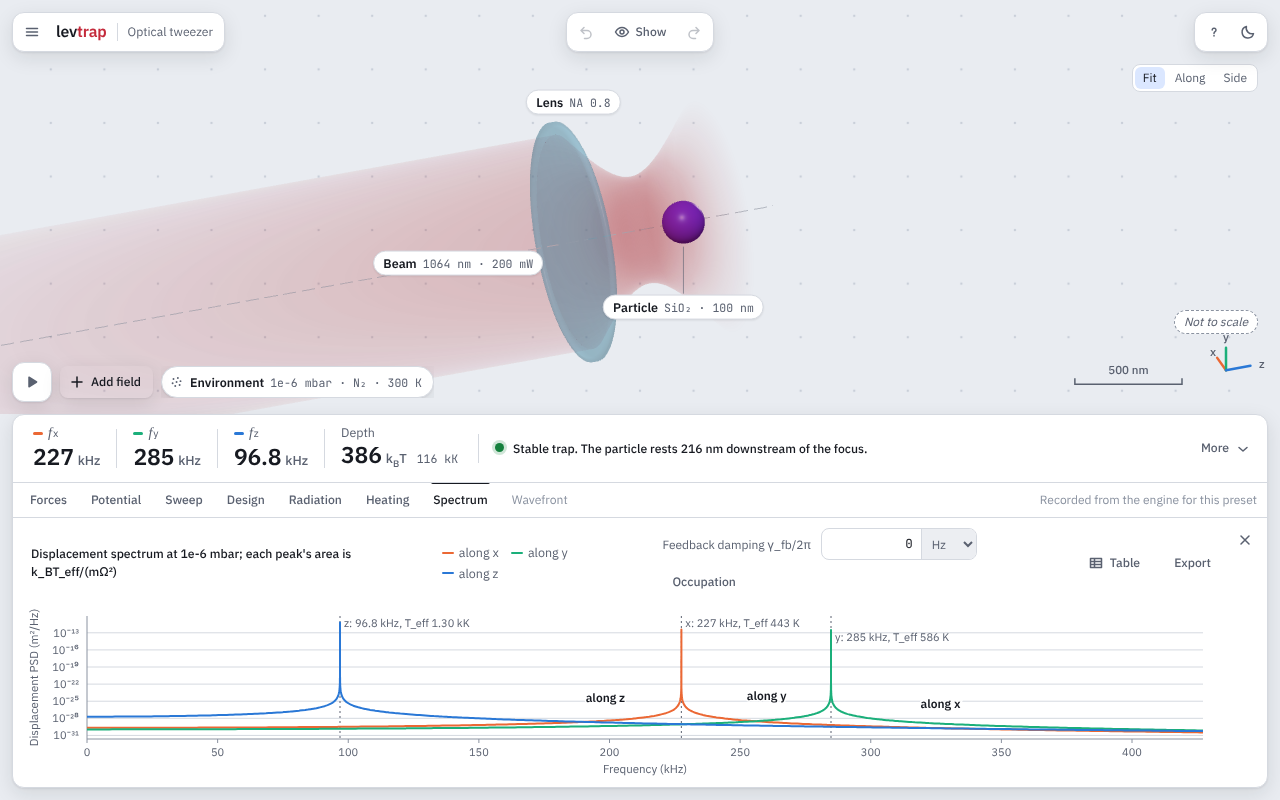 levtrap Optical tweezer
Show
?
Fit Along Side
Lens NA 0.8
Beam 1064 nm · 200 mW
Particle SiO₂ · 100 nm
Not to scale
y
x
z
500 nm
Add field
Environment 1e-6 mbar · N₂ · 300 K
fx
227 kHz
fy
285 kHz
fz
96.8 kHz
Depth
386 k_BT 116 kK
Stable trap. The particle rests 216 nm downstream of the focus.
More
Forces Potential Sweep Design Radiation Heating Spectrum Wavefront
Recorded from the engine for this preset
Displacement spectrum at 1e-6 mbar; each peak's area is
k_BT_eff/(mΩ²)
along x along y
along z
Feedback damping γ_fb/2π 0 Hz
Occupation
Table Export
Displacement PSD (m²/Hz)
10⁻¹³
10⁻¹⁶
10⁻¹⁹
10⁻²²
10⁻²⁵
10⁻²⁸
10⁻³¹
z: 96.8 kHz, T_eff 1.30 kK
x: 227 kHz, T_eff 443 K
y: 285 kHz, T_eff 586 K
along z
along y
along x
0 50 100 150 200 250 300 350 400
Frequency (kHz)